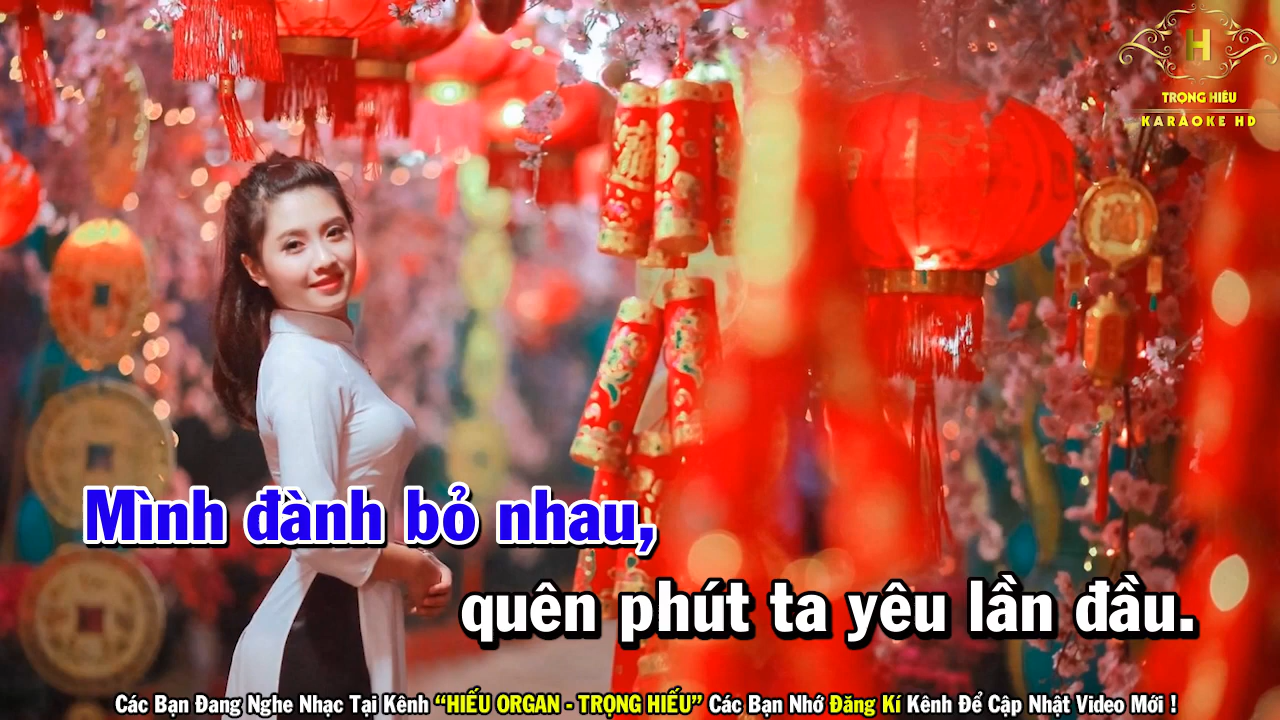 H
TRỌNG HIẾU
KARAOKE HD
Mình đành bỏ nhau,
quên phút ta yêu lần đầu.
Các Bạn Đang Nghe Nhạc Tại Kênh “HIẾU ORGAN - TRỌNG HIẾU” Các Bạn Nhớ Đăng Kí Kênh Để Cập Nhật Video Mới !